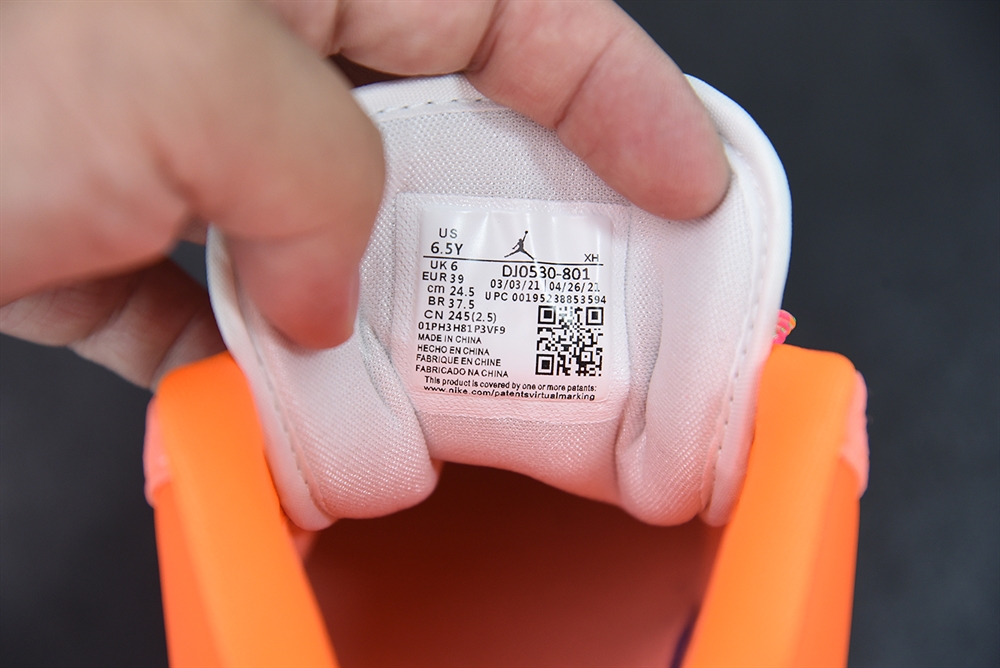 US
6.5Y
XH
UK 6
DJ0530-801
EUR 39
03/03/21 04/26/21
cm 24.5
UPC 00195238853594
BR 37.5
CN 245(2.5)
01PH3H81P3VF9
MADE IN CHINA
HECHO EN CHINA
FABRIQUE EN CHINE
FABRICADO NA CHINA
This product is covered by one or more patents:
www.nike.com/patentsvirtualmarking